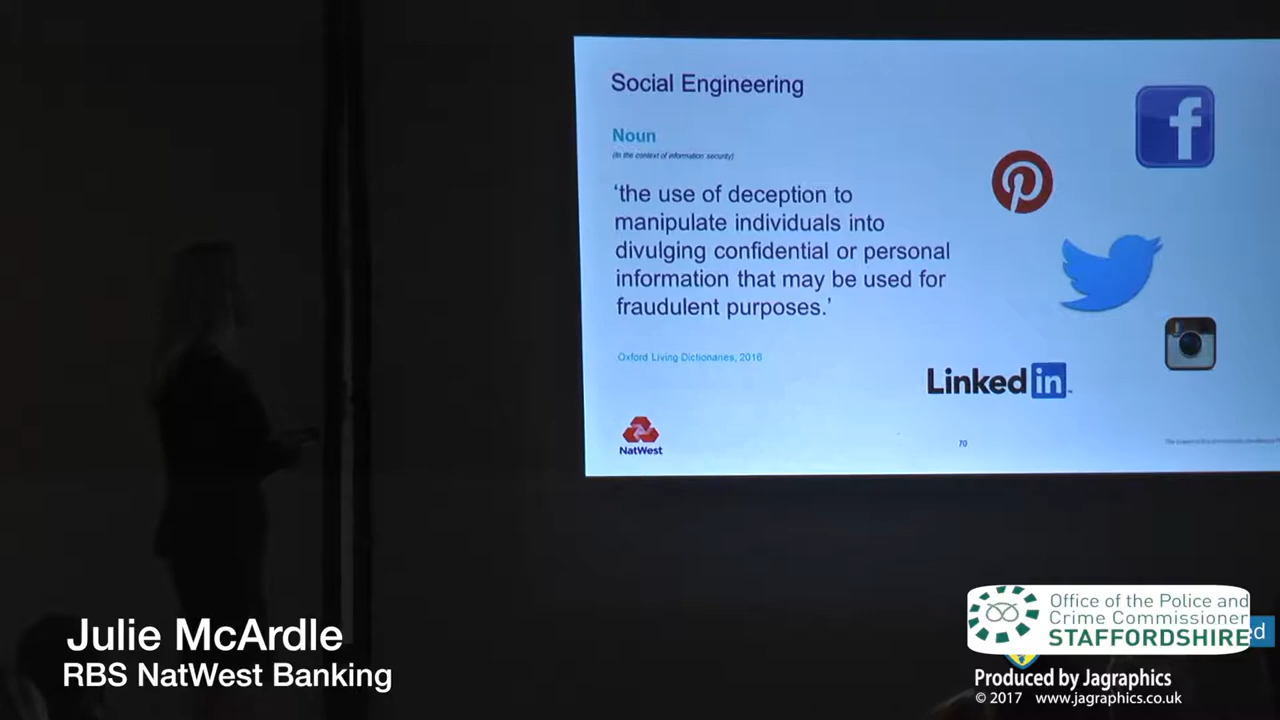 Social Engineering
Noun
(in the context of information security)
‘the use of deception to
manipulate individuals into
divulging confidential or personal
information that may be used for
fraudulent purposes.’
Oxford Living Dictionaries, 2016
Linked in
NatWest
70
Julie McArdle
RBS NatWest Banking
Office of the Police and
Crime Commissioner
STAFFORDSHIRE
Produced by Jagraphics
© 2017 www.jagraphics.co.uk